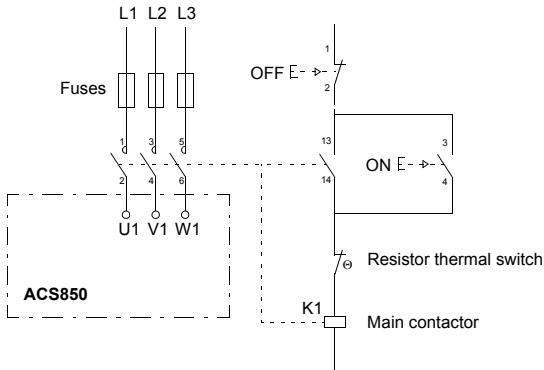 L1 L2 L3
1
OFF
2
Fuses
1 3 5
13 3
ON
2 4 6
14 4
U1 V1 W1
Θ Resistor thermal switch
ACS850
K1
Main contactor